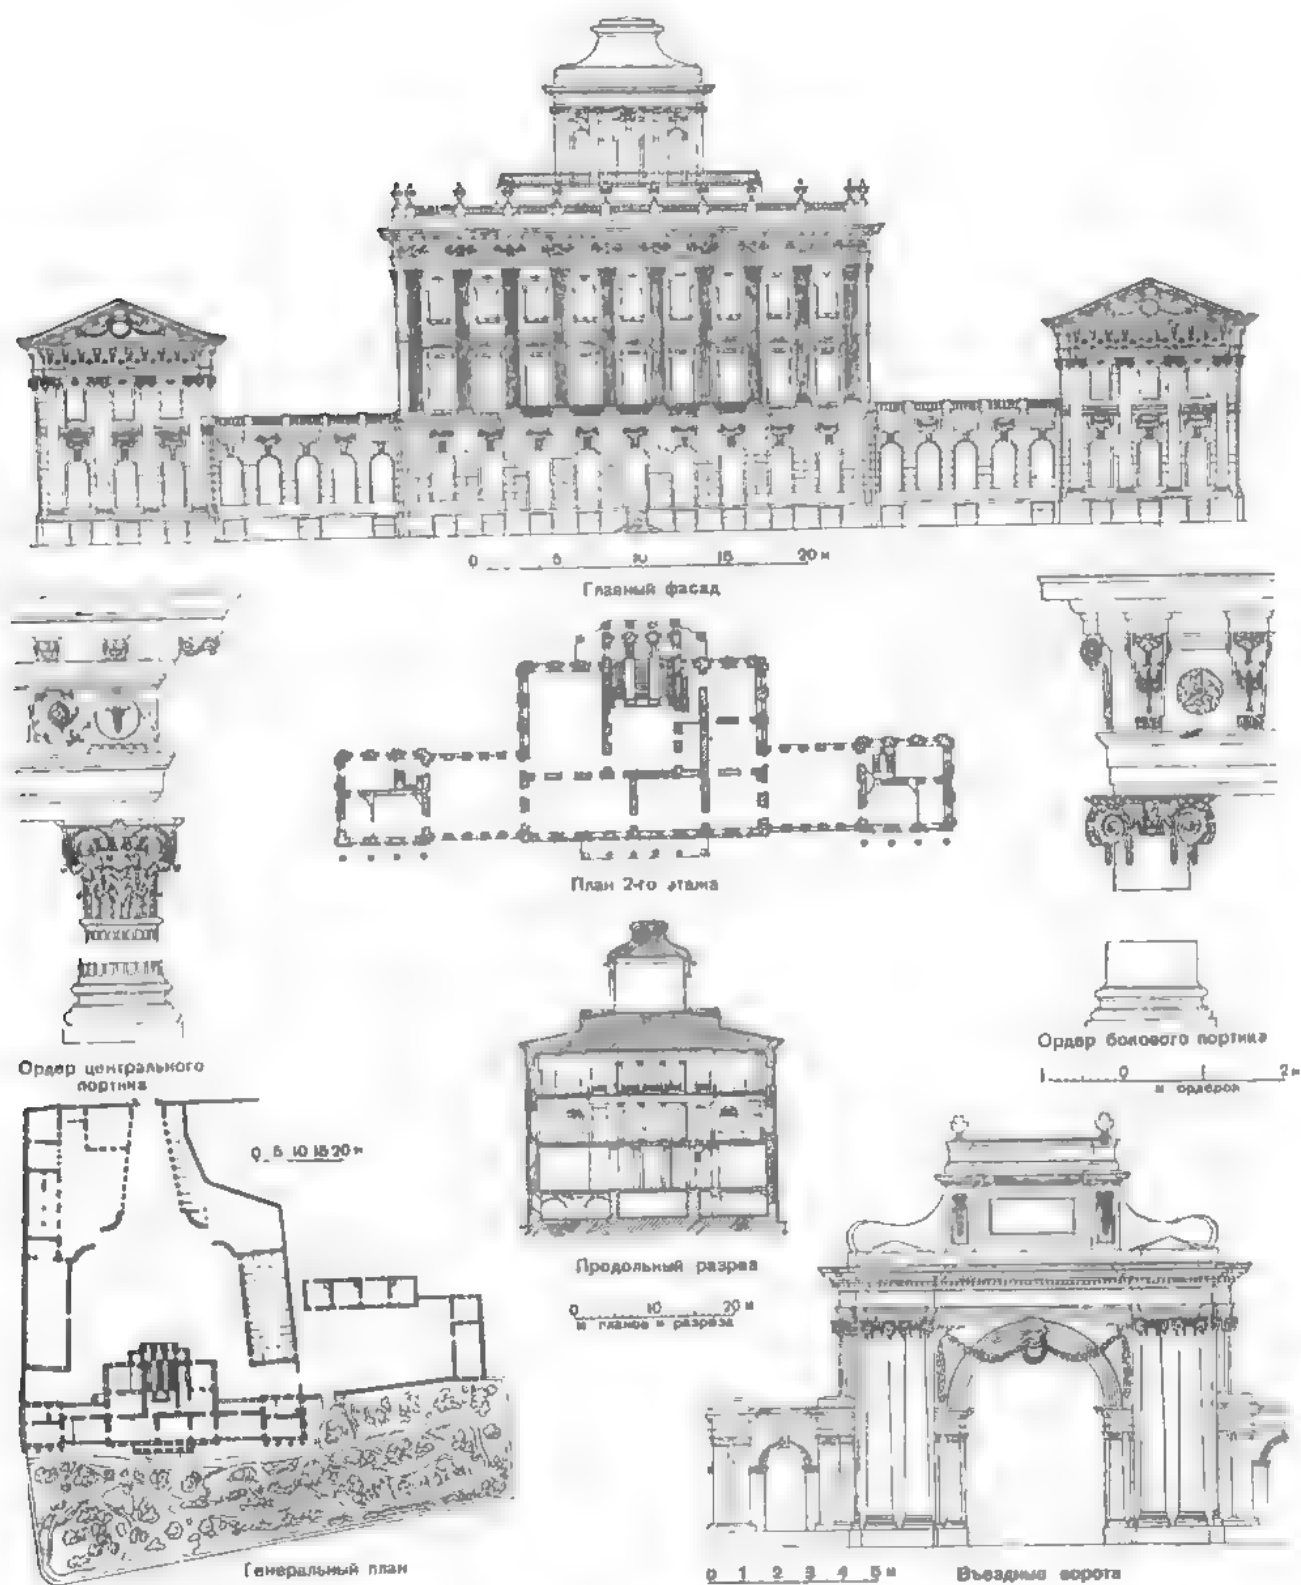 0 5 10 15 20 м
Главный фасад
План 2-го этажа
Ордер центрального
портика
Ордер бокового портика
0 1 2 м
ордеров
0 5 10 15 20 м
Продольный разрез
0 10 20 м
планов и разреза
Генеральный план
0 1 2 3 4 5 м
Въездные ворота